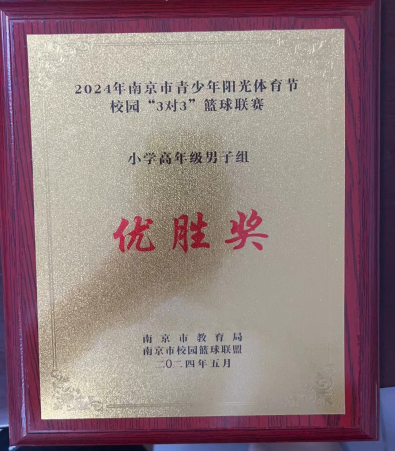 2024年南京市青少年阳光体育节
校园“3对3”篮球联赛
小学高年级男子组
优胜奖
南京市教育局
南京市校园篮球联盟
二〇二四年五月